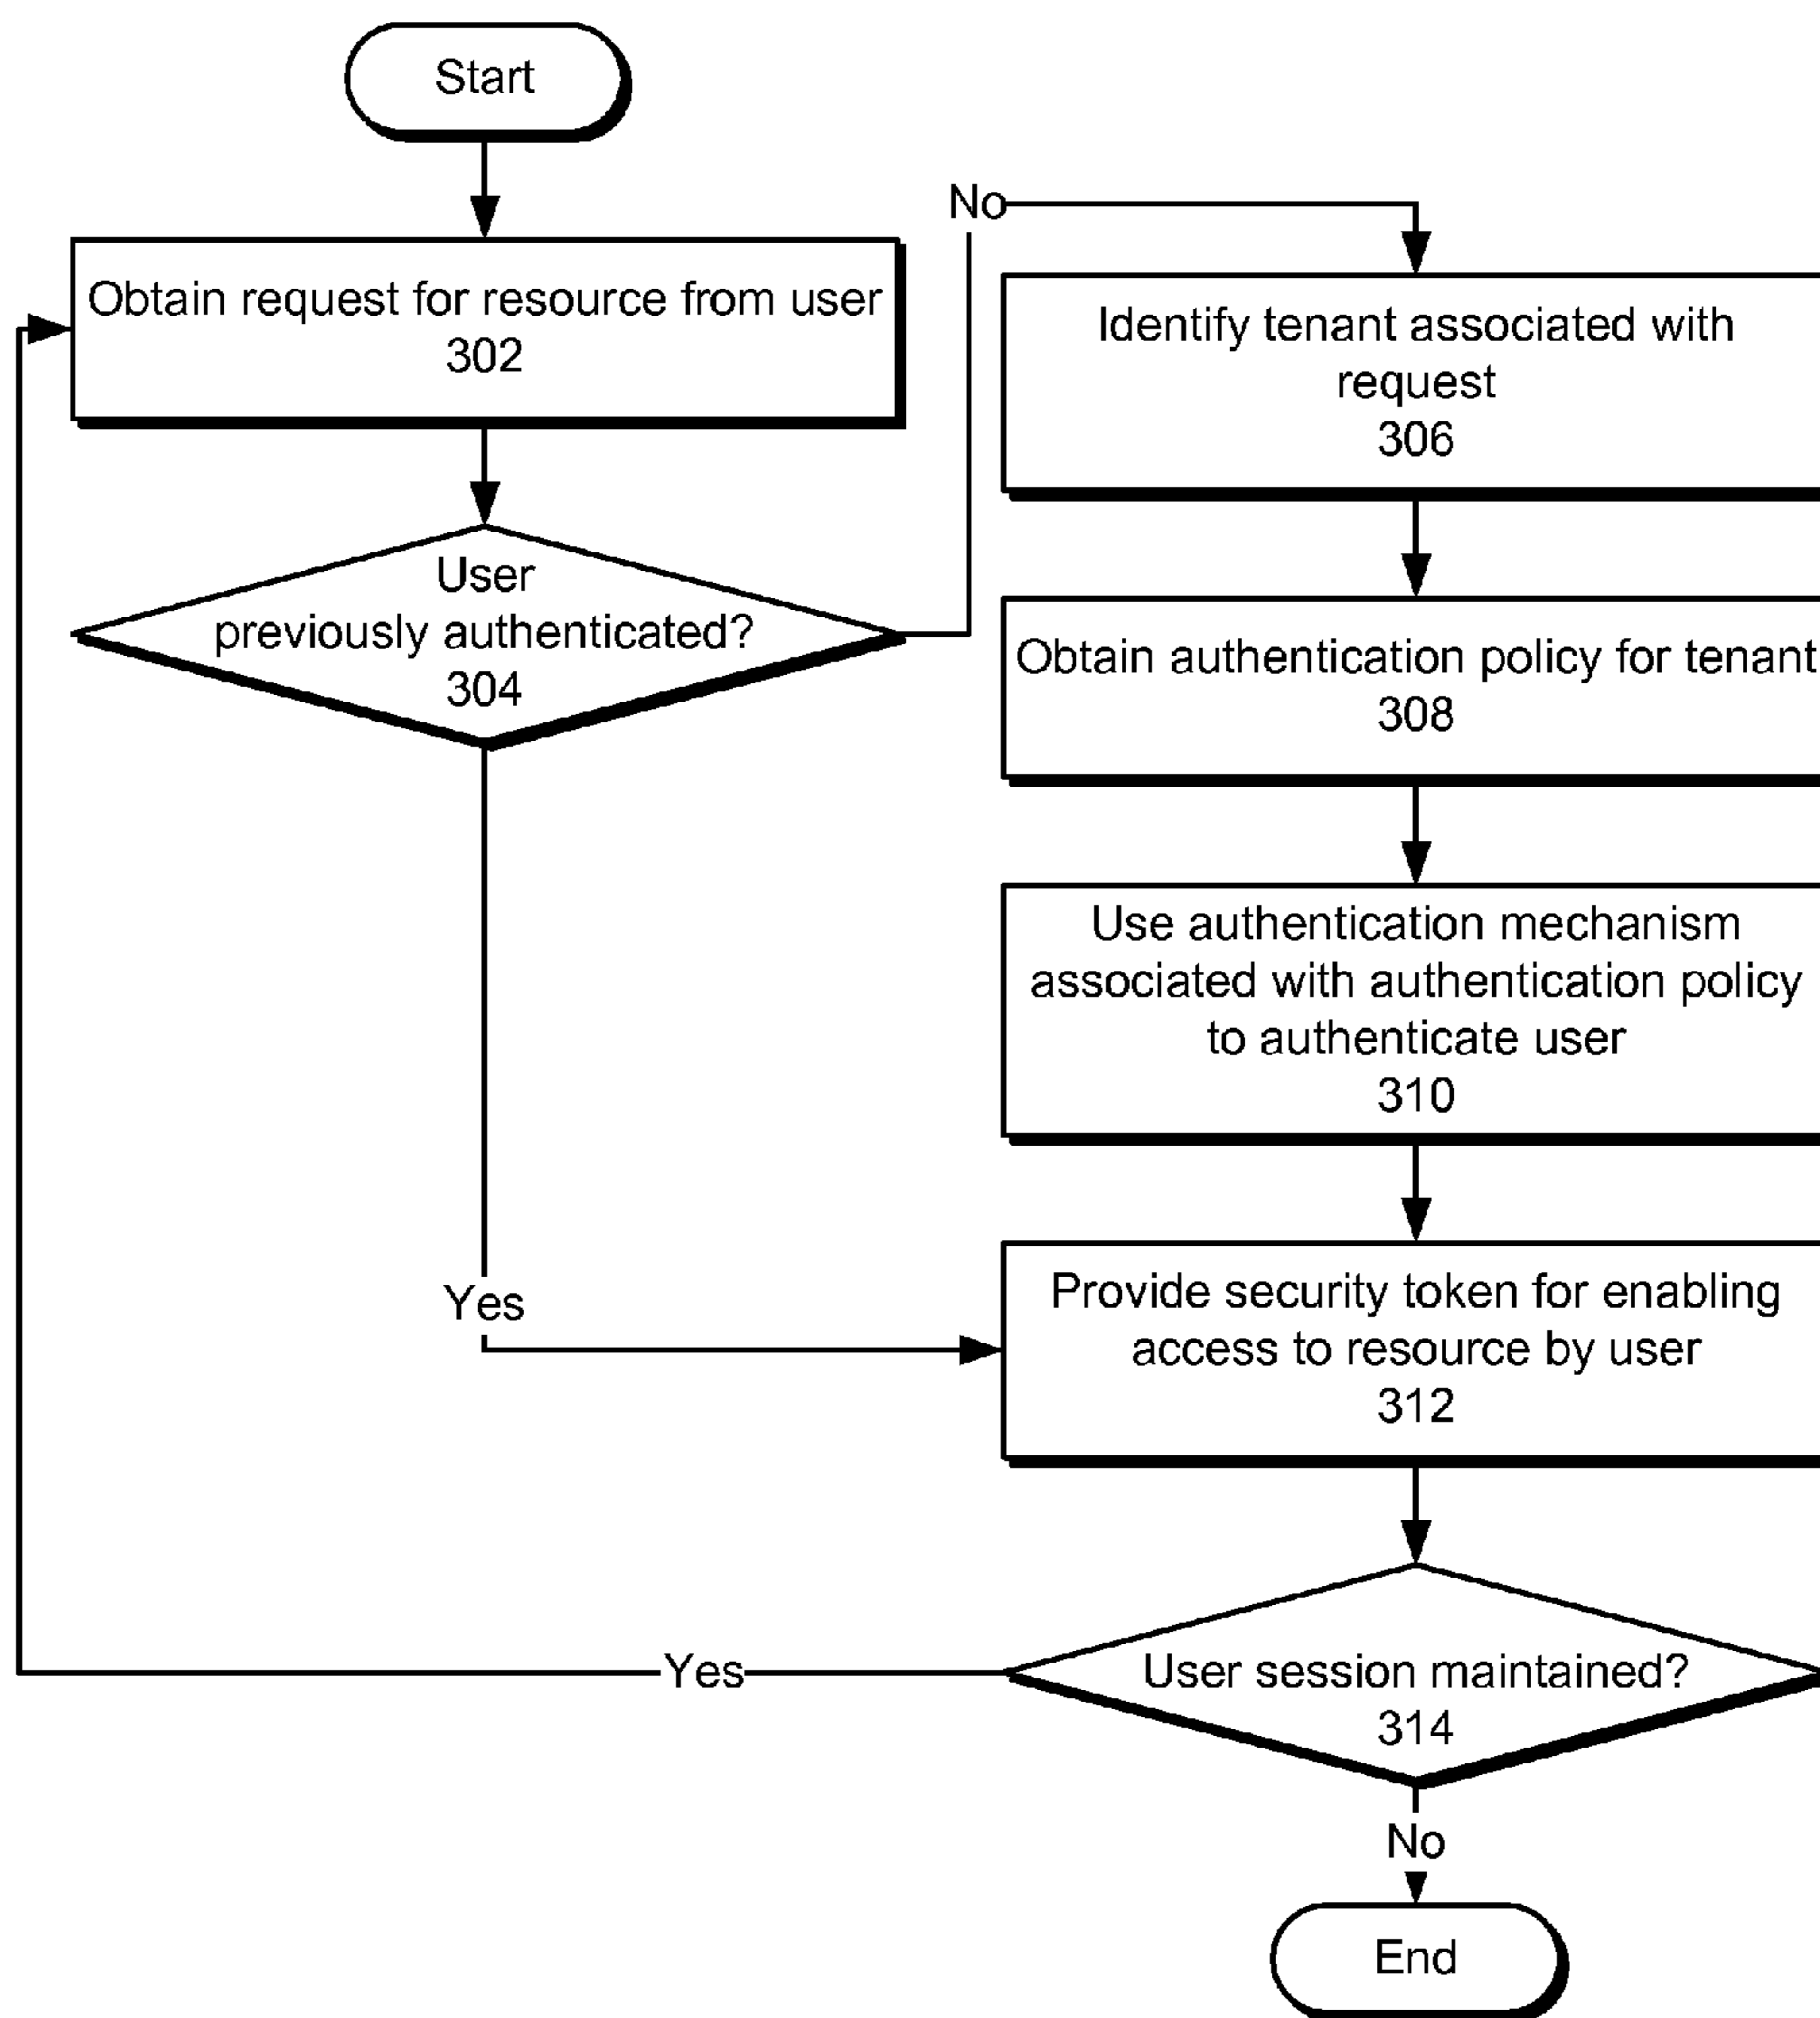 Start
Obtain request for resource from user
302
User
previously authenticated?
304
No
Identify tenant associated with
request
306
Obtain authentication policy for tenant
308
Use authentication mechanism
associated with authentication policy
to authenticate user
310
Yes
Provide security token for enabling
access to resource by user
312
Yes
User session maintained?
314
No
End